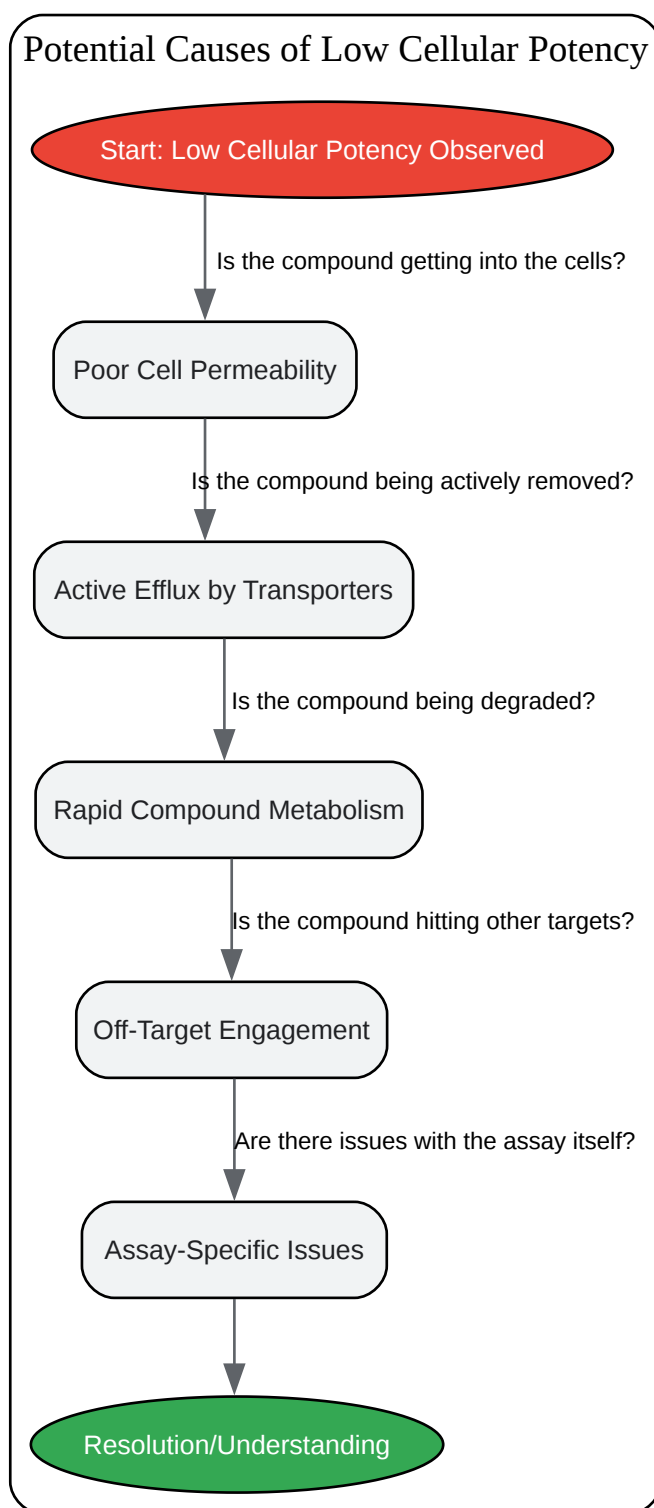 Potential Causes of Low Cellular Potency
Start: Low Cellular Potency Observed
Is the compound getting into the cells?
Poor Cell Permeability
Is the compound being actively removed?
Active Efflux by Transporters
Is the compound being degraded?
Rapid Compound Metabolism
Is the compound hitting other targets?
Off-Target Engagement
Are there issues with the assay itself?
Assay-Specific Issues
Resolution/Understanding